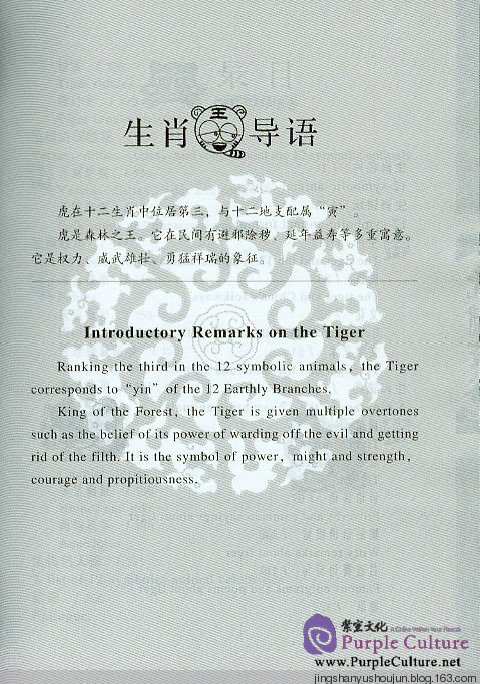 生肖 王 导语
虎在十二生肖中位居第三，与十二地支配属“寅”。
虎是森林之王。它在民间有避邪除秽、延年益寿等多重寓意。
它是权力、威武雄壮、勇猛祥瑞的象征。
Introductory Remarks on the Tiger
Ranking the third in the 12 symbolic animals, the Tiger
corresponds to “yin” of the 12 Earthly Branches.
King of the Forest, the Tiger is given multiple overtones
such as the belief of its power of warding off the evil and getting
rid of the filth. It is the symbol of power, might and strength,
courage and propitiousness.
紫室文化 A China Within Your Reach
Purple Culture
www.PurpleCulture.net
jingshanyushoujun.blog.163.com